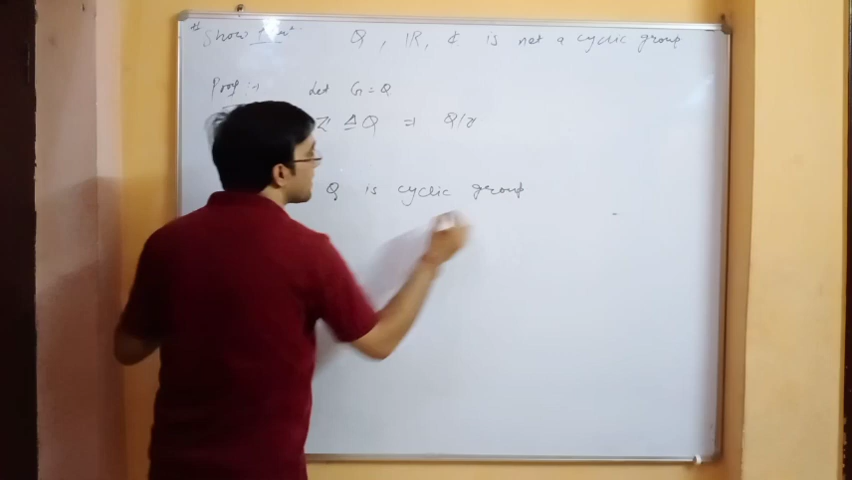 # Show that Q, IR, ¢ is not a cyclic group
Proof :→ Let G = Q
Z Δ Q ⇒ Q/Z
Q is cyclic group